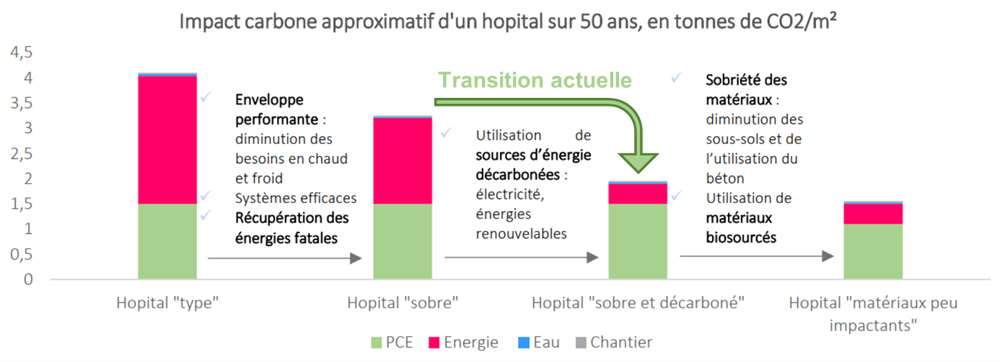 Impact carbone approximatif d'un hopital sur 50 ans, en tonnes de CO2/m²
4,5
4
3,5
3
2,5
2
1,5
1
0,5
0
Enveloppe
performante :
diminution des
besoins en chaud
et froid
Systèmes efficaces
Récupération des
énergies fatales
Transition actuelle
Utilisation de
sources d'énergie
décarbonées :
électricité,
énergies
renouvelables
Sobriété des
matériaux :
diminution des
sous-sols et de
l'utilisation du
béton
Utilisation de
matériaux
biosourcés
Hopital "type"
Hopital "sobre"
Hopital "sobre et décarboné"
Hopital "matériaux peu
impactants"
PCE
Energie
Eau
Chantier